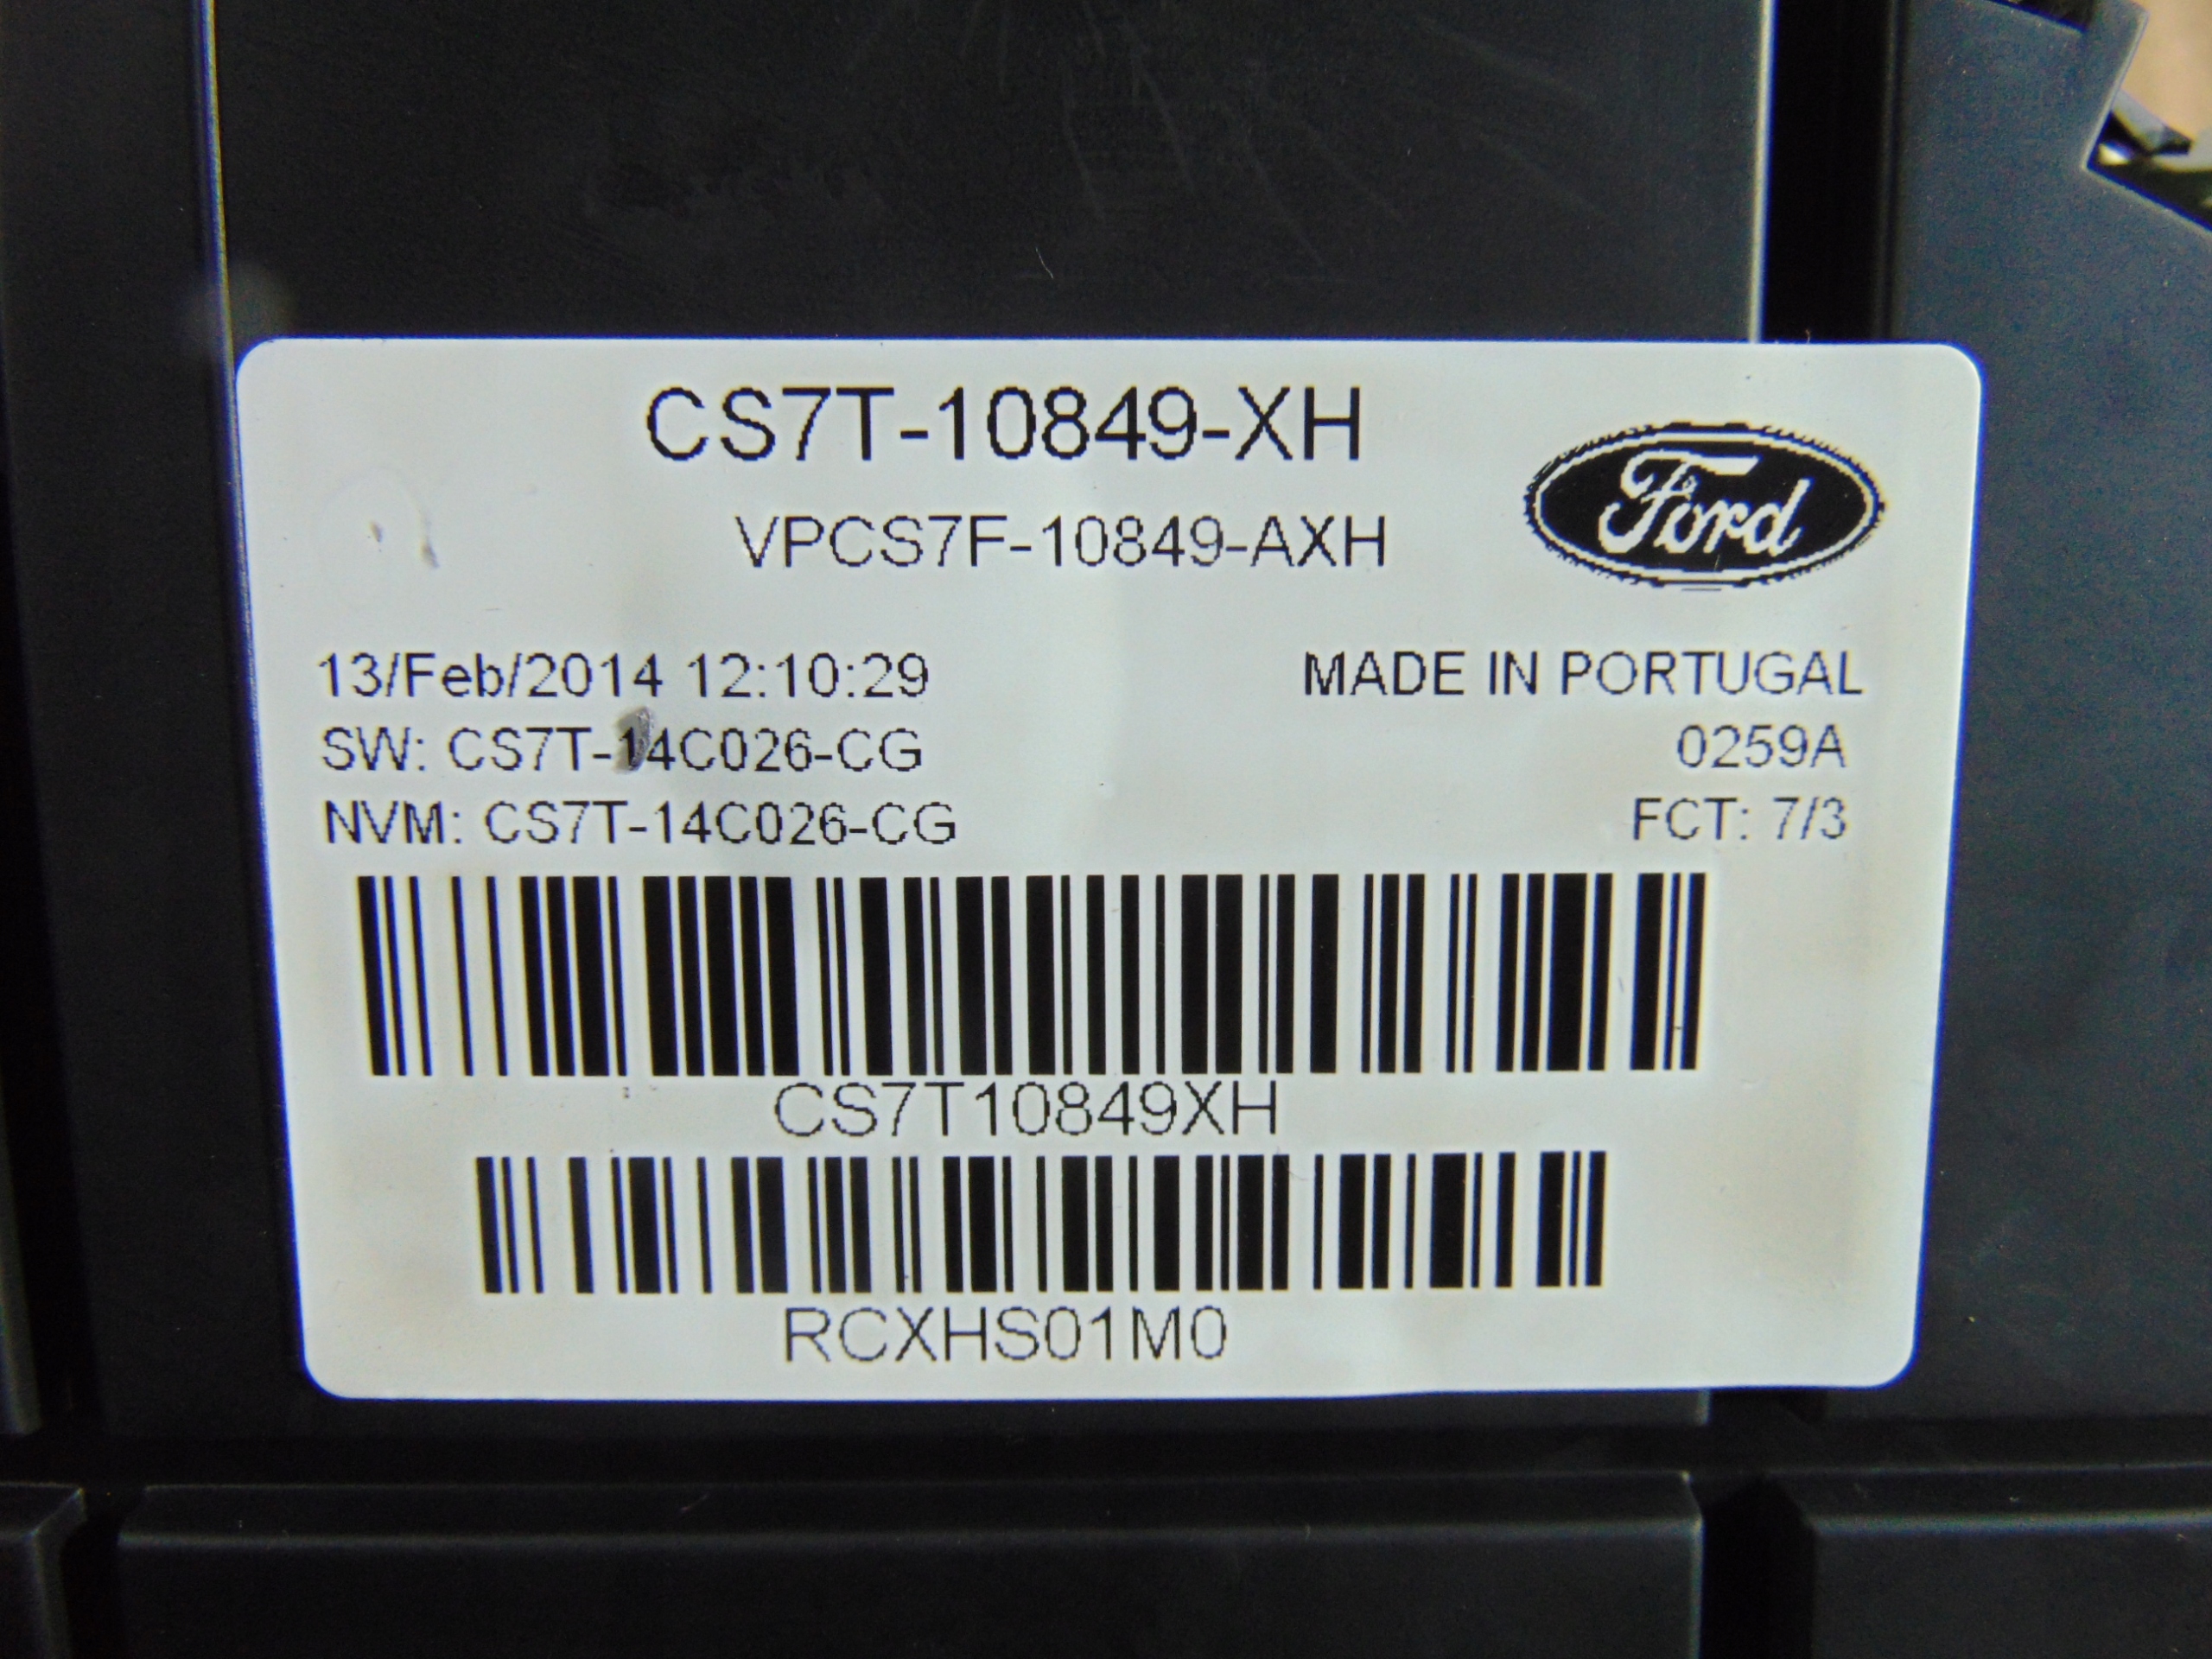 CS7T-10849-XH
VPCS7F-10849-AXH
Ford
13/Feb/2014 12:10:29
MADE IN PORTUGAL
SW: CS7T-14C026-CG
0259A
NVM: CS7T-14C026-CG
FCT: 7/3
CS7T10849XH
RCXHS01M0